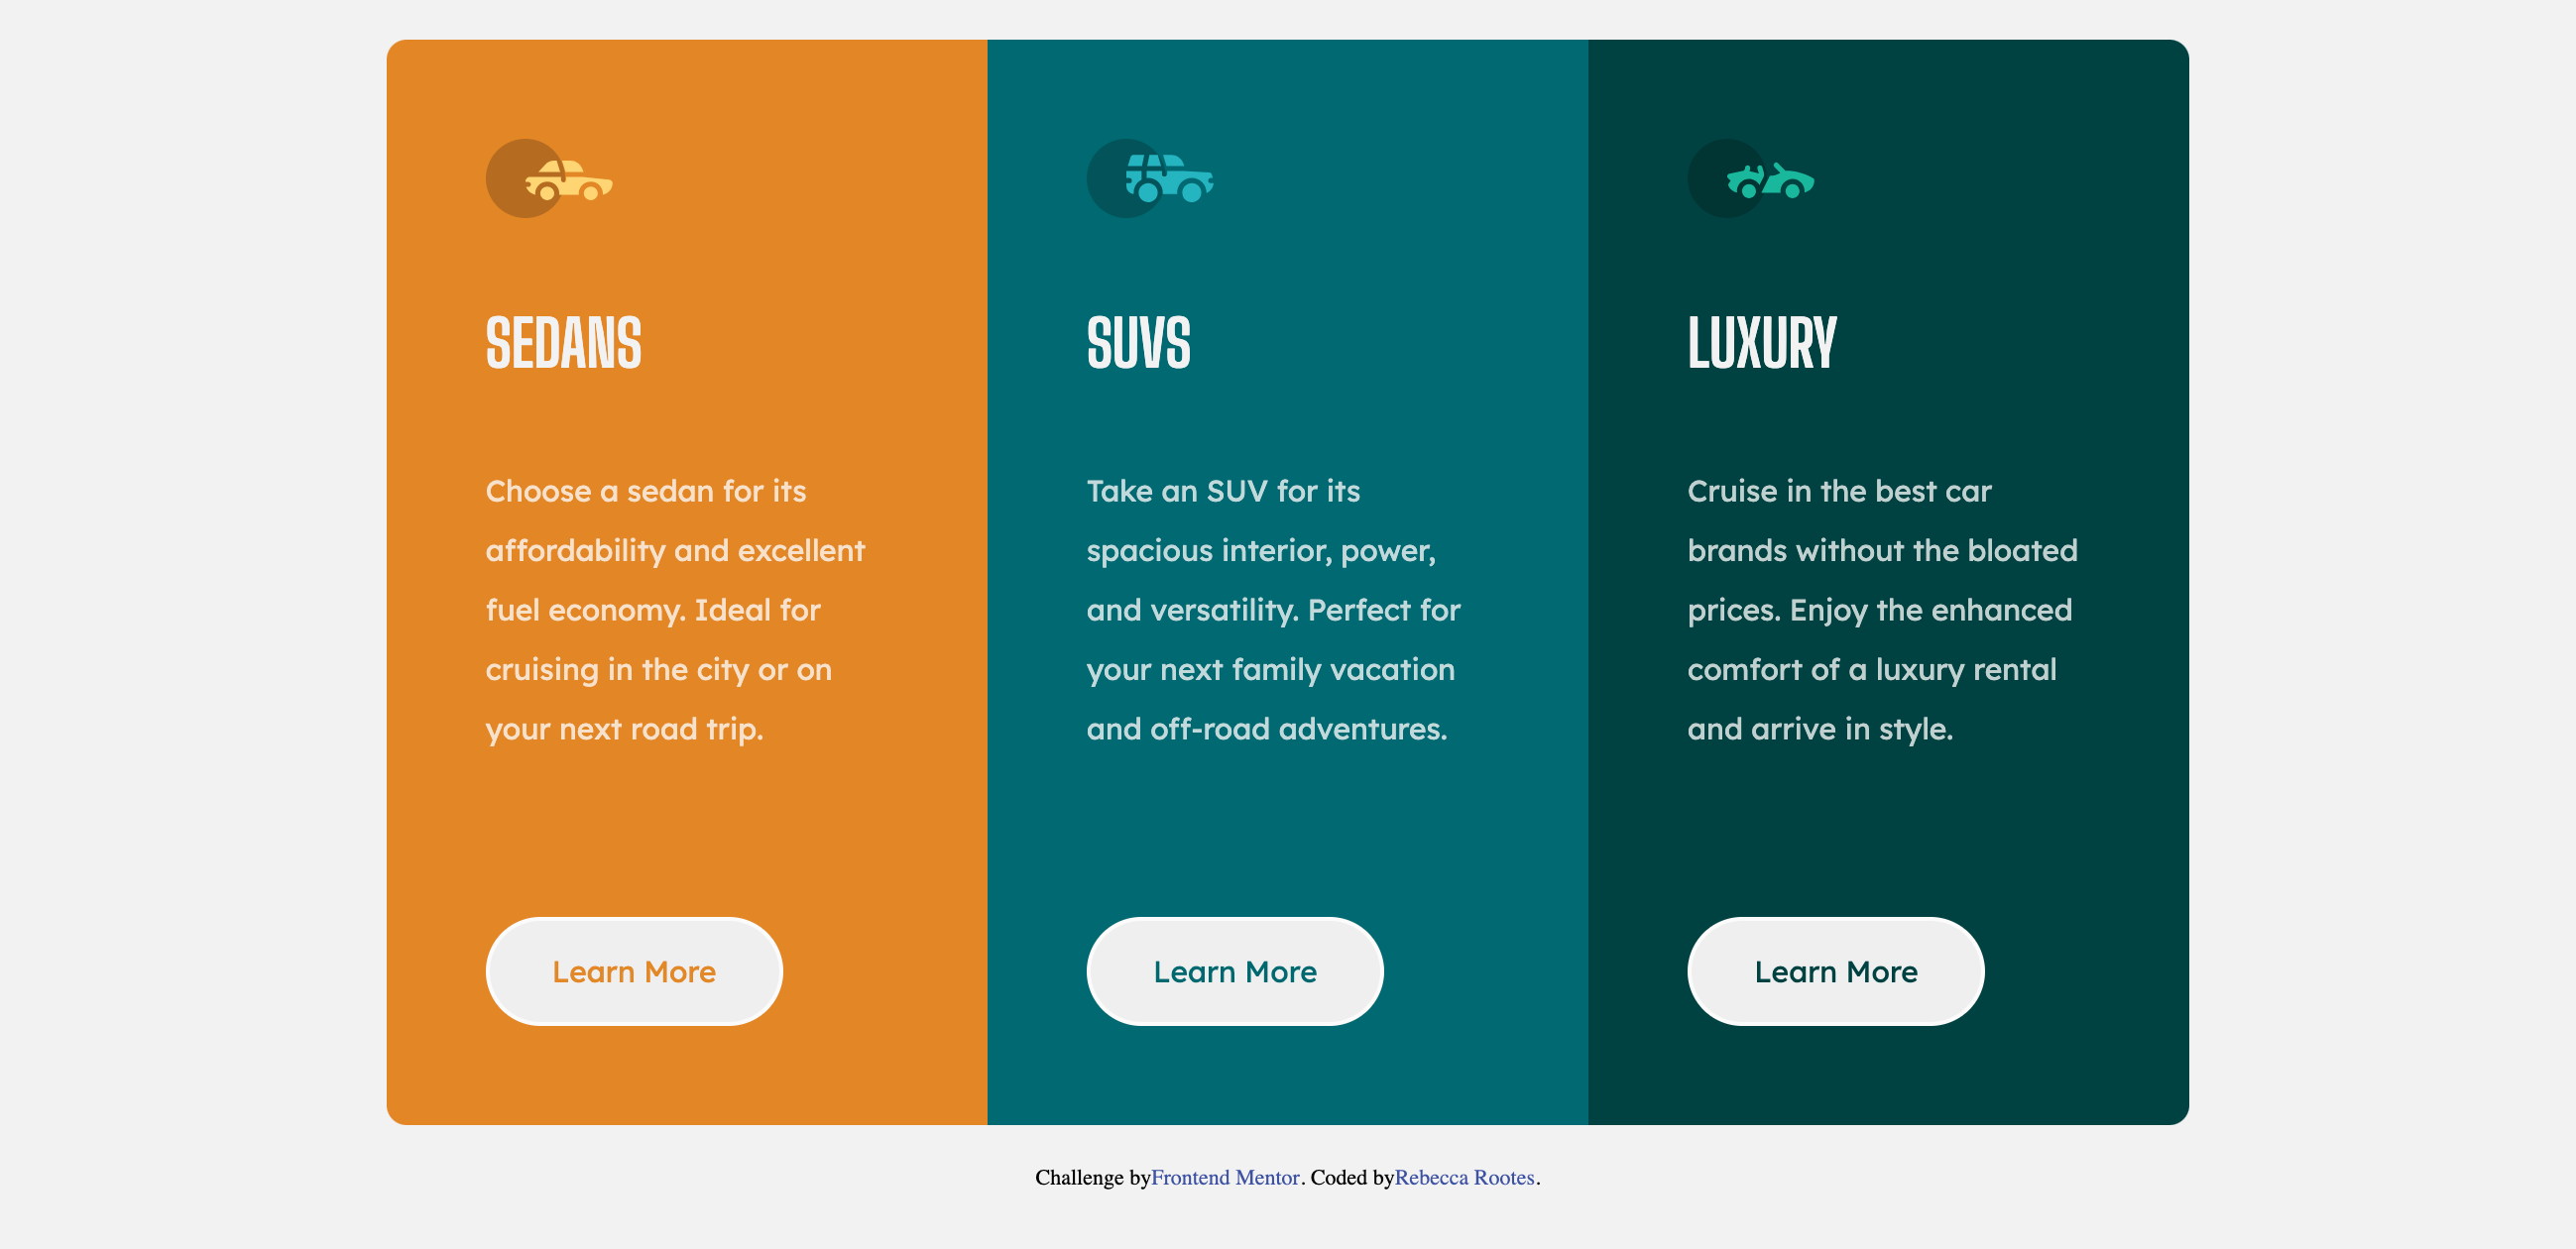 SEDANS
Choose a sedan for its
affordability and excellent
fuel economy. Ideal for
cruising in the city or on
your next road trip.
Learn More
SUVS
Take an SUV for its
spacious interior, power,
and versatility. Perfect for
your next family vacation
and off-road adventures.
Learn More
LUXURY
Cruise in the best car
brands without the bloated
prices. Enjoy the enhanced
comfort of a luxury rental
and arrive in style.
Learn More
Challenge byFrontend Mentor. Coded byRebecca Rootes.